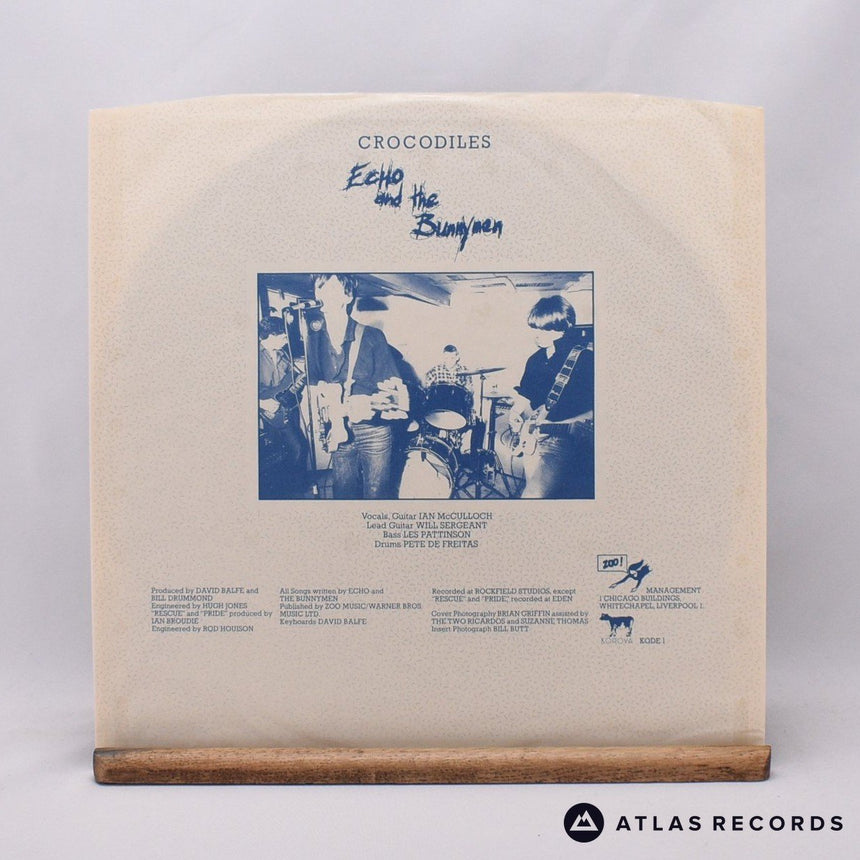 CROCODILES
Echo
and the
Bunnymen
Vocals, Guitar IAN McCULLOCH
Lead Guitar WILL SERGEANT
Bass LES PATTINSON
Drums PETE DE FREITAS
Produced by DAVID BALFE and
BILL DRUMMOND
Engineered by HUGH JONES
"RESCUE" and "PRIDE" produced by
IAN BROUDIE
Engineered by ROD HOUISON
All Songs written by ECHO and
THE BUNNYMEN
Published by ZOO MUSIC/WARNER BROS.
MUSIC LTD.
Keyboards DAVID BALFE
Recorded at ROCKFIELD STUDIOS, except
"RESCUE" and "PRIDE," recorded at EDEN
Cover Photography BRIAN GRIFFIN assisted by
THE TWO RICARDOS and SUZANNE THOMAS
Insert Photograph BILL BUTT
ZOO!
MANAGEMENT
1 CHICAGO BUILDINGS,
WHITECHAPEL, LIVERPOOL 1.
KOROVA KODE 1
ATLAS RECORDS